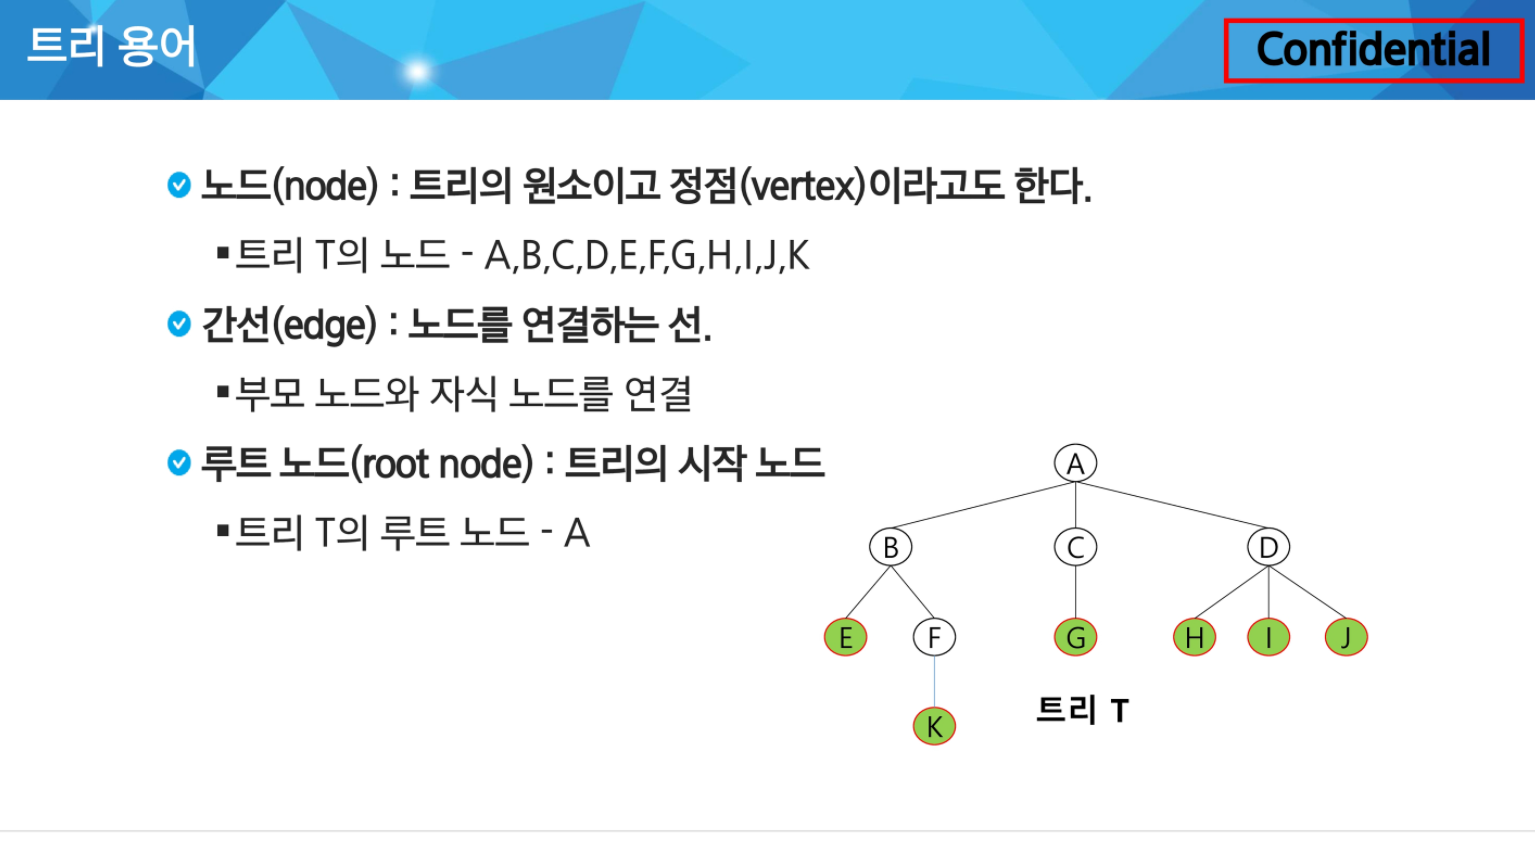 트리 용어
Confidential
노드(node) : 트리의 원소이고 정점(vertex)이라고도 한다.
▪트리 T의 노드 - A,B,C,D,E,F,G,H,I,J,K
간선(edge) : 노드를 연결하는 선.
▪부모 노드와 자식 노드를 연결
루트 노드(root node) : 트리의 시작 노드
▪트리 T의 루트 노드 - A
A
B C D
E F G H I J
K
트리 T